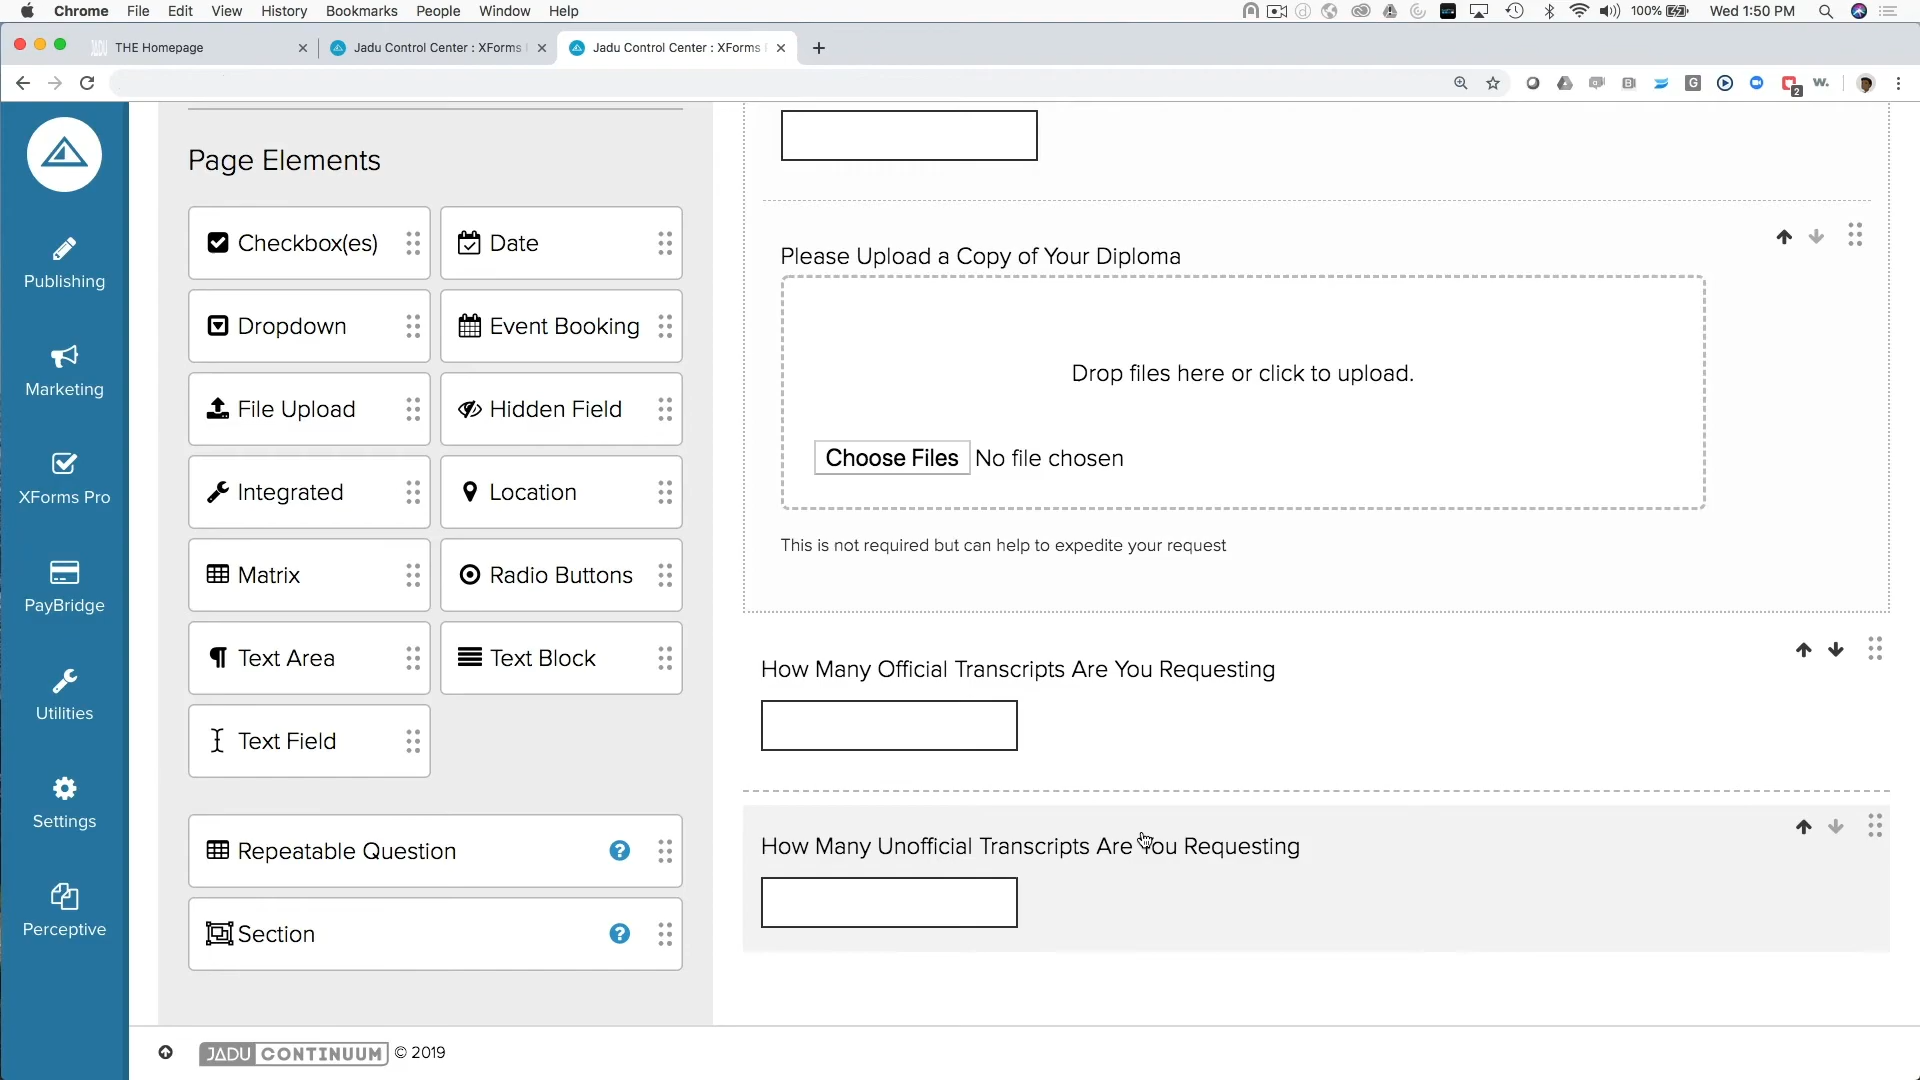 Chrome File Edit View History Bookmarks People Window Help 100% Wed 1:50 PM
THE Homepage
Jadu Control Center : XForms
Jadu Control Center : XForms
Publishing
Marketing
XForms Pro
PayBridge
Utilities
Settings
Perceptive
Page Elements
Checkbox(es)
Date
Dropdown
Event Booking
File Upload
Hidden Field
Integrated
Location
Matrix
Radio Buttons
Text Area
Text Block
Text Field
Repeatable Question ?
Section ?
Please Upload a Copy of Your Diploma
Drop files here or click to upload.
Choose Files No file chosen
This is not required but can help to expedite your request
How Many Official Transcripts Are You Requesting
How Many Unofficial Transcripts Are You Requesting
JADU CONTINUUM © 2019